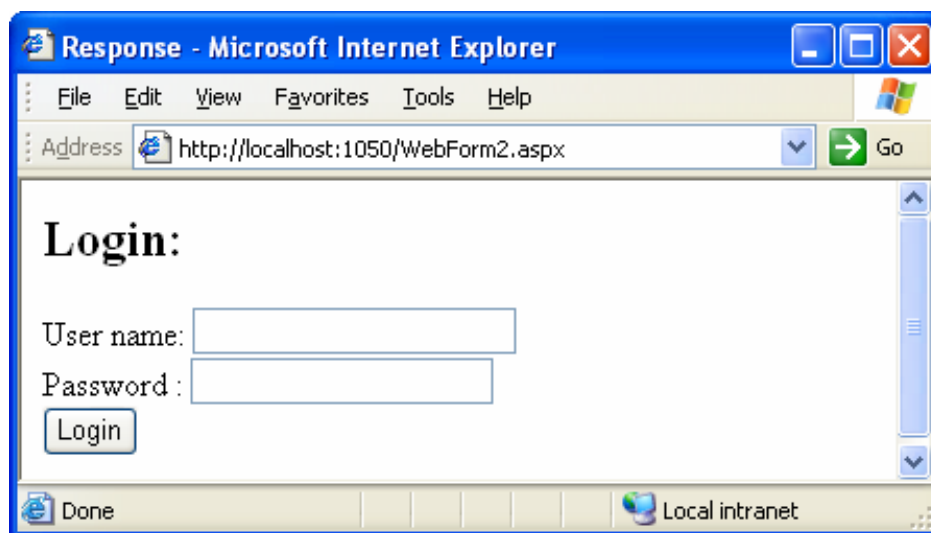 Response - Microsoft Internet Explorer
File Edit View Favorites Tools Help
Address http://localhost:1050/WebForm2.aspx Go
Login:
User name:
Password :
Login
Done Local intranet